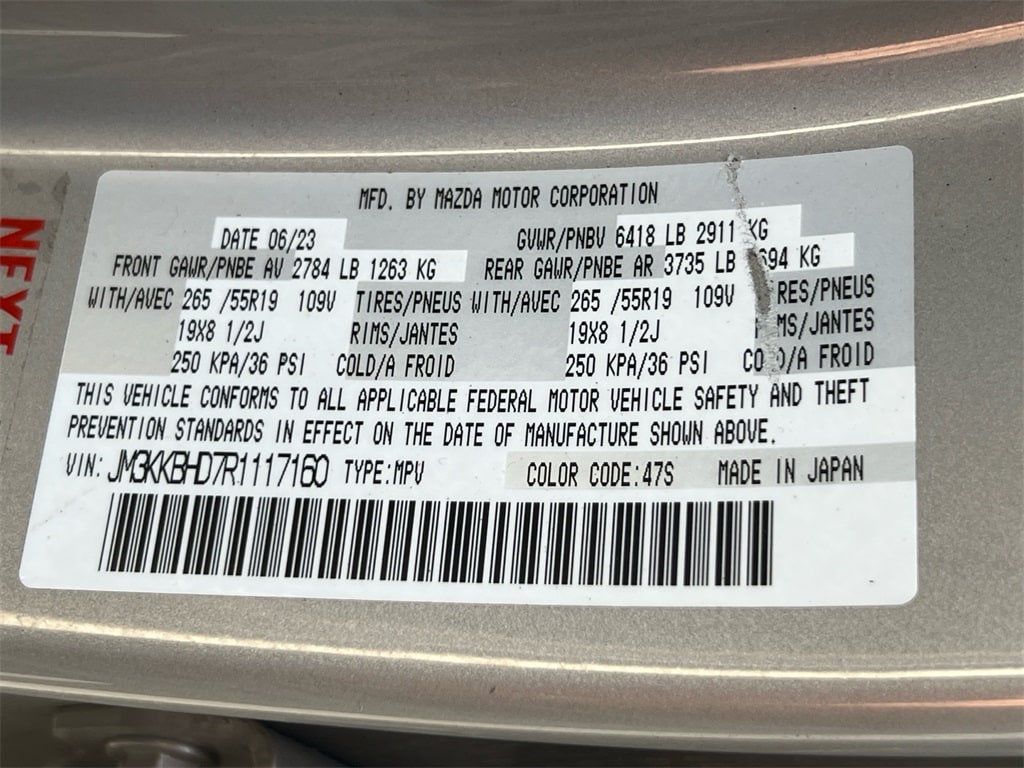 NEXT
MFD. BY MAZDA MOTOR CORPORATION
DATE 06/23 GVWR/PNBV 6418 LB 2911 KG
FRONT GAWR/PNBE AV 2784 LB 1263 KG REAR GAWR/PNBE AR 3735 LB KG
WITH/AVEC 265 /55R19 109V TIRES/PNEUS WITH/AVEC 265 /55R19 109V TIRES/PNEUS
19X8 1/2J RIMS/JANTES 19X8 1/2J RIMS/JANTES
250 KPA/36 PSI COLD/A FROID 250 KPA/36 PSI COLD/A FROID
THIS VEHICLE CONFORMS TO ALL APPLICABLE FEDERAL MOTOR VEHICLE SAFETY AND THEFT
PREVENTION STANDARDS IN EFFECT ON THE DATE OF MANUFACTURE SHOWN ABOVE.
VIN: JM3KKBHD7R1117160 TYPE:MPV COLOR CODE:47S MADE IN JAPAN